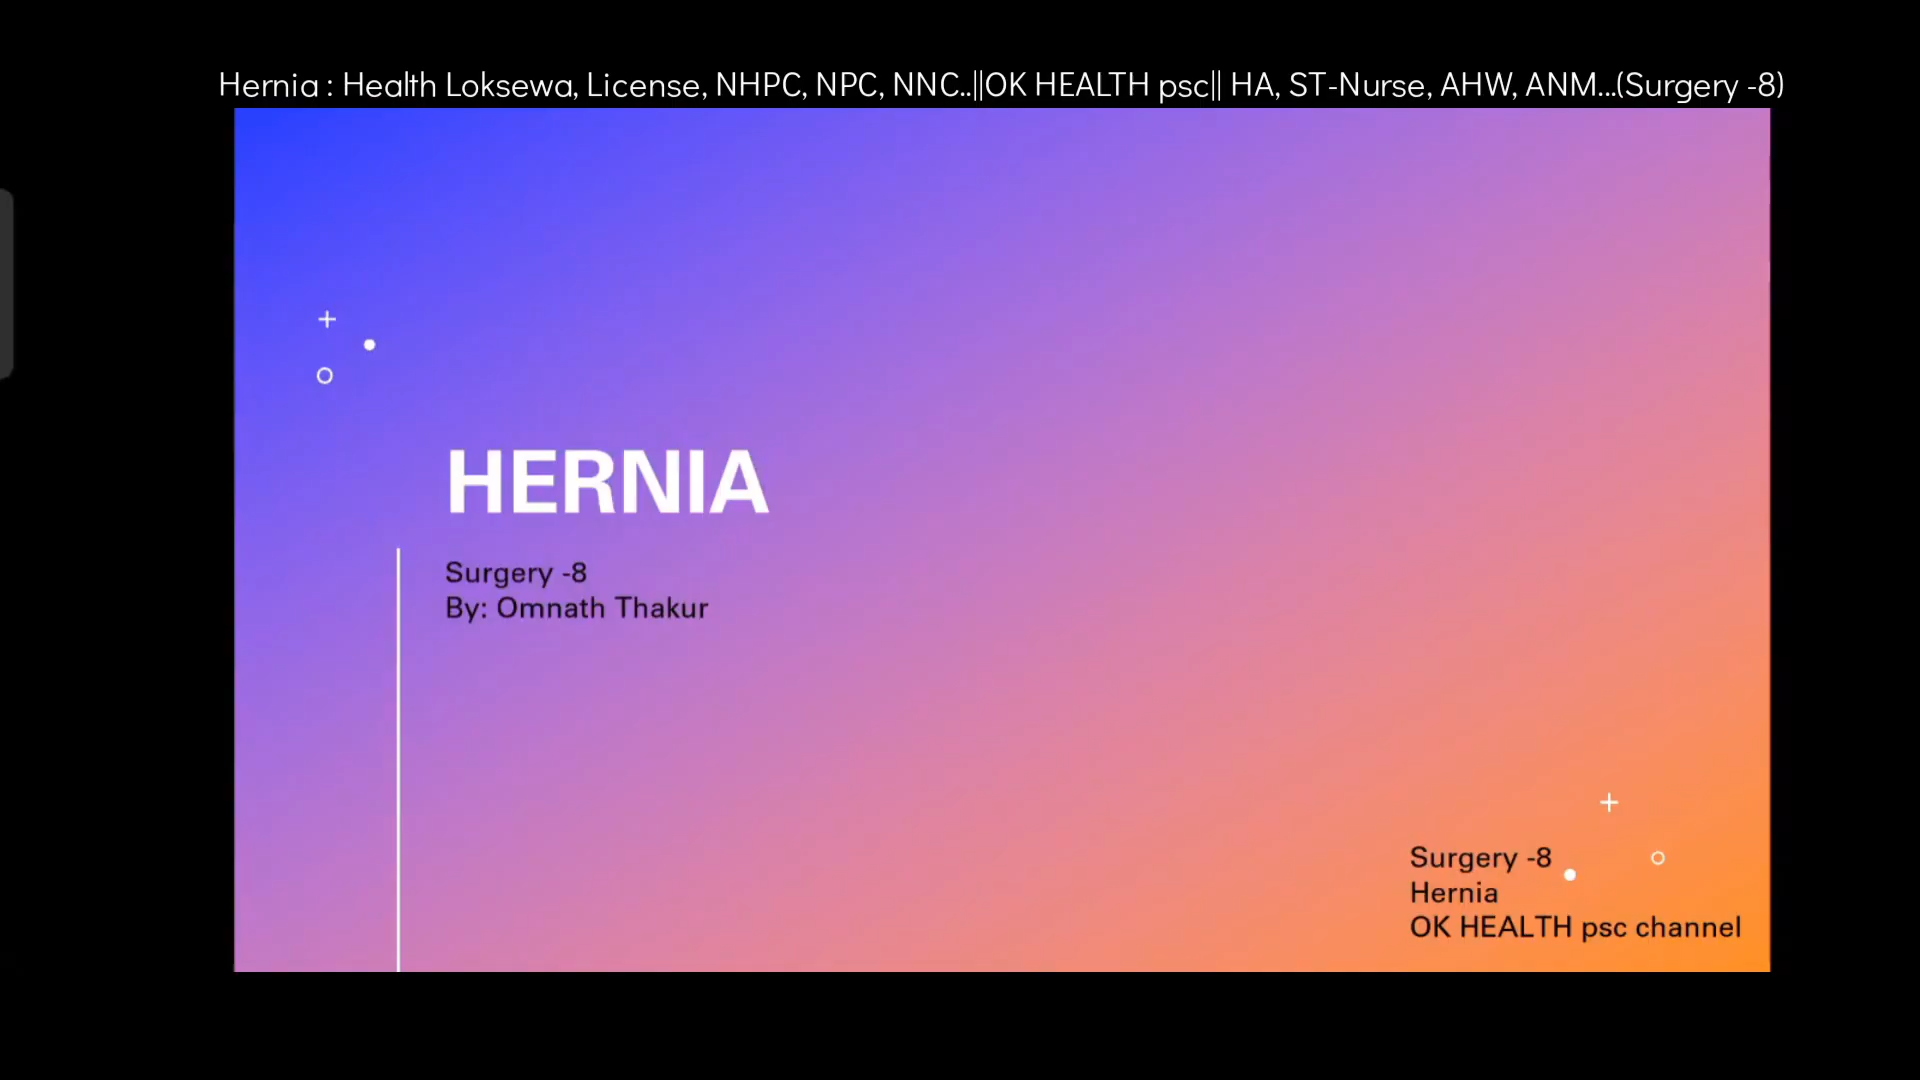 Hernia : Health Loksewa, License, NHPC, NPC, NNC..||OK HEALTH psc|| HA, ST-Nurse, AHW, ANM...(Surgery -8)
HERNIA
Surgery -8
By: Omnath Thakur
Surgery -8
Hernia
OK HEALTH psc channel